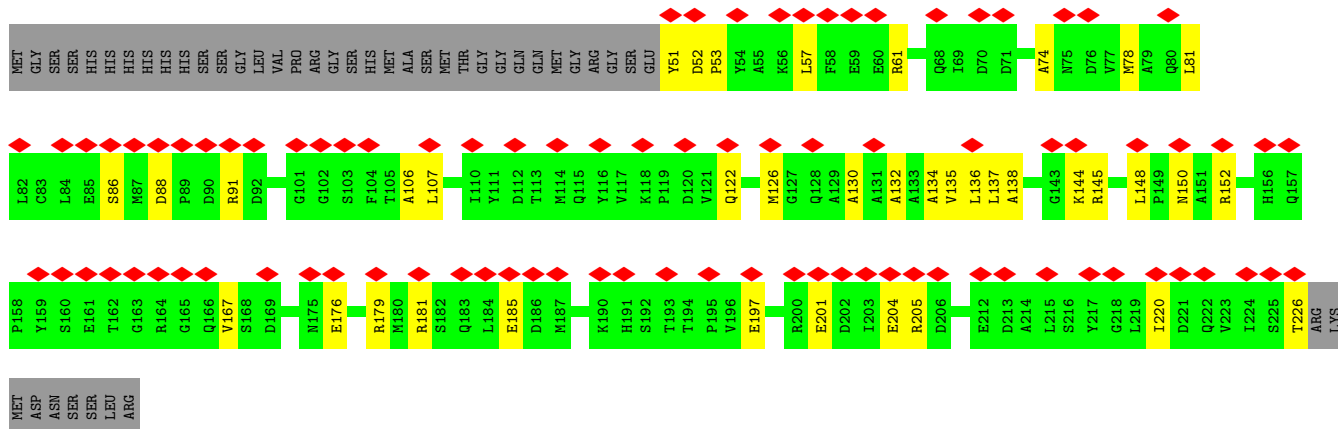 MET GLY SER SER HIS HIS HIS HIS HIS HIS SER SER GLY LEU VAL PRO ARG GLY SER HIS MET ALA SER MET THR GLY GLY GLN GLN MET GLY ARG GLY SER GLU Y51 D52 P53 Y54 A55 K56 L57 F58 E59 E60 R61 Q68 I69 D70 D71 A74 N75 D76 V77 M78 A79 Q80 L81
L82 C83 L84 E85 S86 M87 D88 P89 D90 R91 D92 G101 G102 S103 F104 T105 A106 L107 I110 Y111 D112 T113 M114 Q115 Y116 V117 K118 P119 D120 V121 Q122 M126 G127 Q128 A129 A130 A131 A132 A133 A134 V135 L136 L137 A138 G143 K144 R145 L148 P149 N150 A151 R152 H156 Q157
P158 Y159 S160 E161 T162 G163 R164 G165 Q166 V167 S168 D169 N175 E176 R179 M180 R181 S182 Q183 L184 E185 D186 M187 K190 H191 S192 T193 T194 P195 V196 E197 R200 E201 D202 I203 E204 R205 D206 E212 D213 A214 L215 S216 Y217 G218 L219 I220 D221 Q222 V223 I224 S225 T226 ARG LYS
MET ASP ASN SER SER LEU ARG